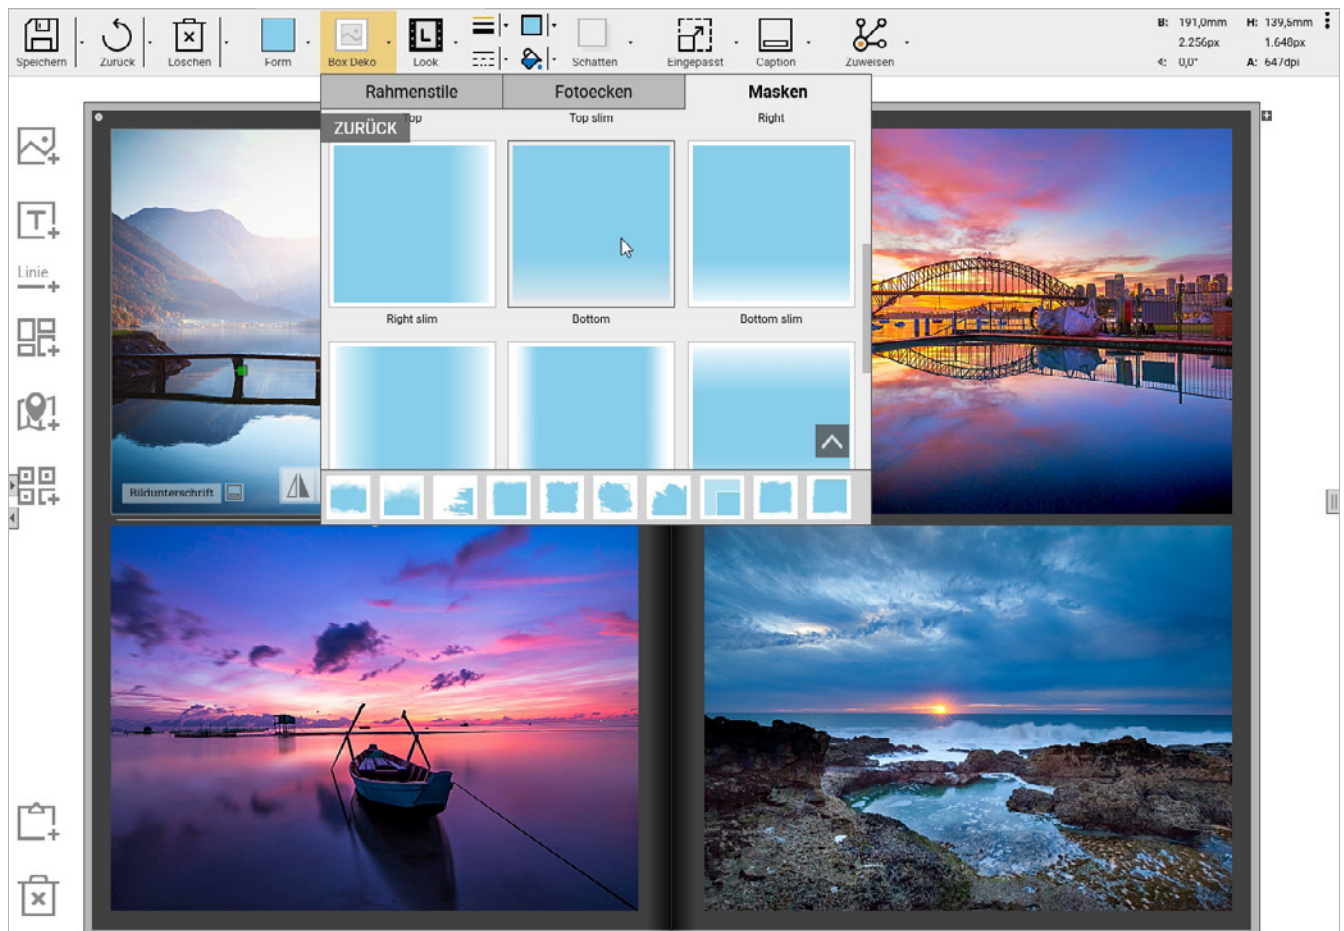 Speichern
Zurück
Löschen
Form
Box Deko
Look
Schatten
Eingepasst
Caption
Zuweisen
B: 191,0mm H: 139,5mm
2.256px 1.648px
∢: 0,0° A: 647dpi
Rahmenstile Fotoecken Masken
Top Top slim Right
ZURÜCK
Right slim Bottom Bottom slim
Linie
Bildunterschrift